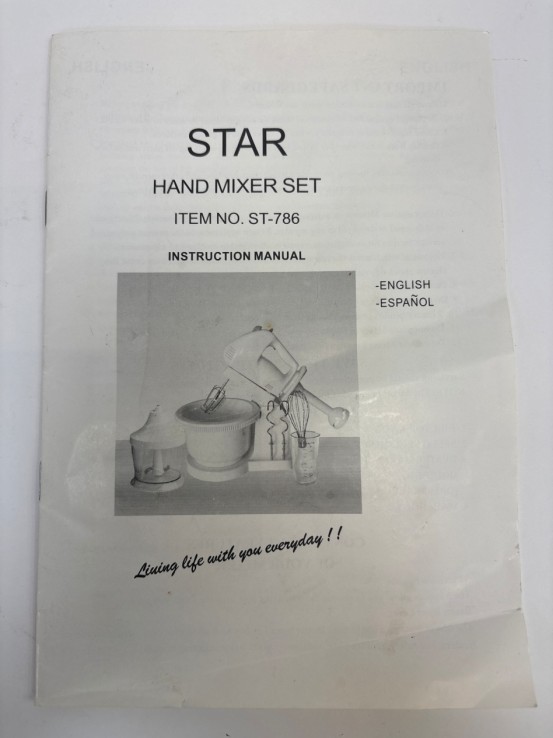 STAR
HAND MIXER SET
ITEM NO. ST-786
INSTRUCTION MANUAL
-ENGLISH
-ESPAÑOL
Living life with you everyday ! !